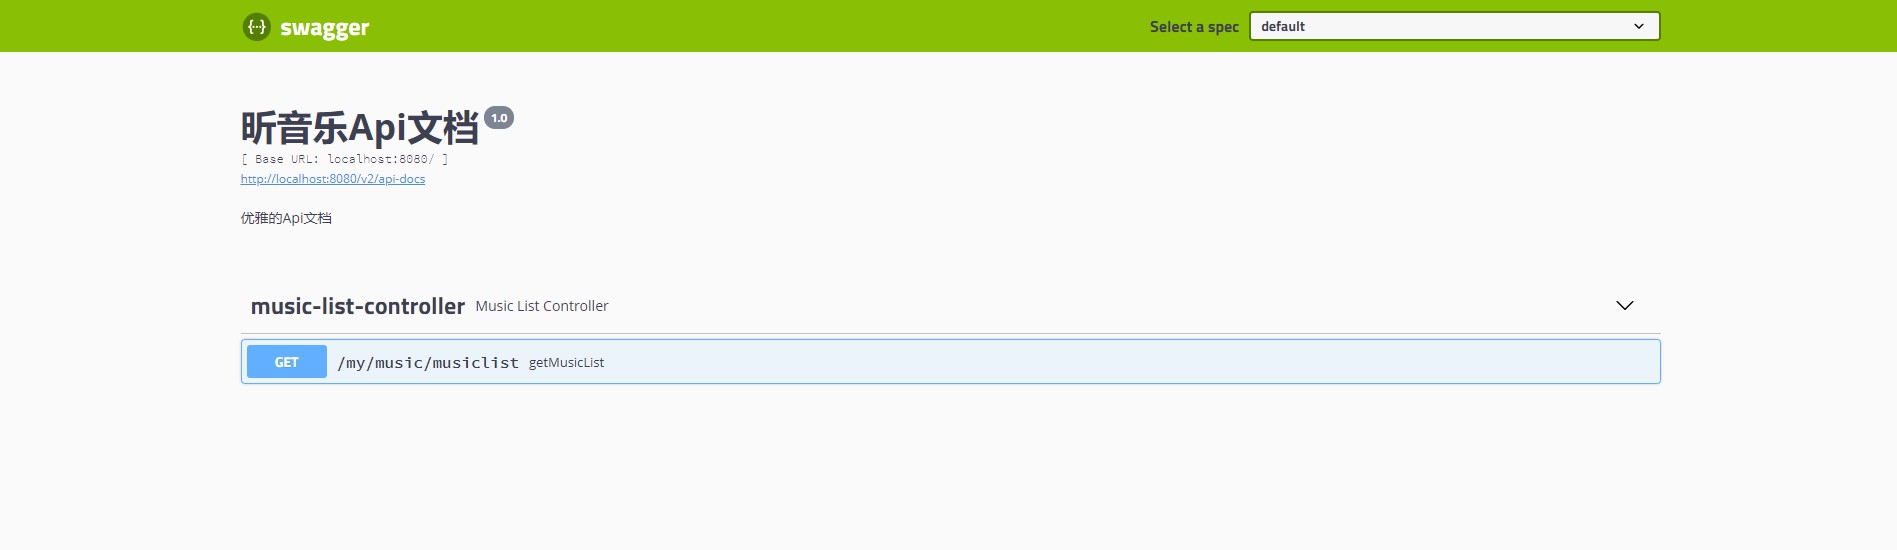 swagger
Select a spec default
昕音乐Api文档 1.0
[ Base URL: localhost:8080/ ]
http://localhost:8080/v2/api-docs
优雅的Api文档
music-list-controller Music List Controller
GET /my/music/musiclist getMusicList